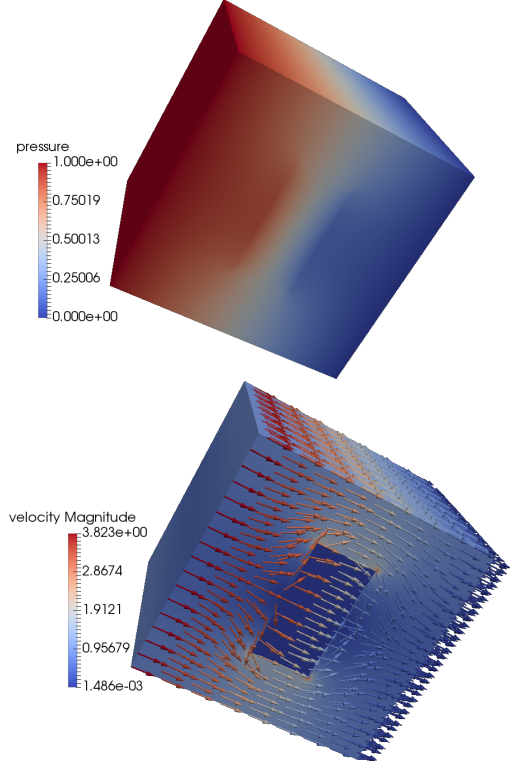 pressure
1.000e+00
0.75019
0.50013
0.25006
0.000e+00
velocity Magnitude
3.823e+00
2.8674
1.9121
0.95679
1.486e-03